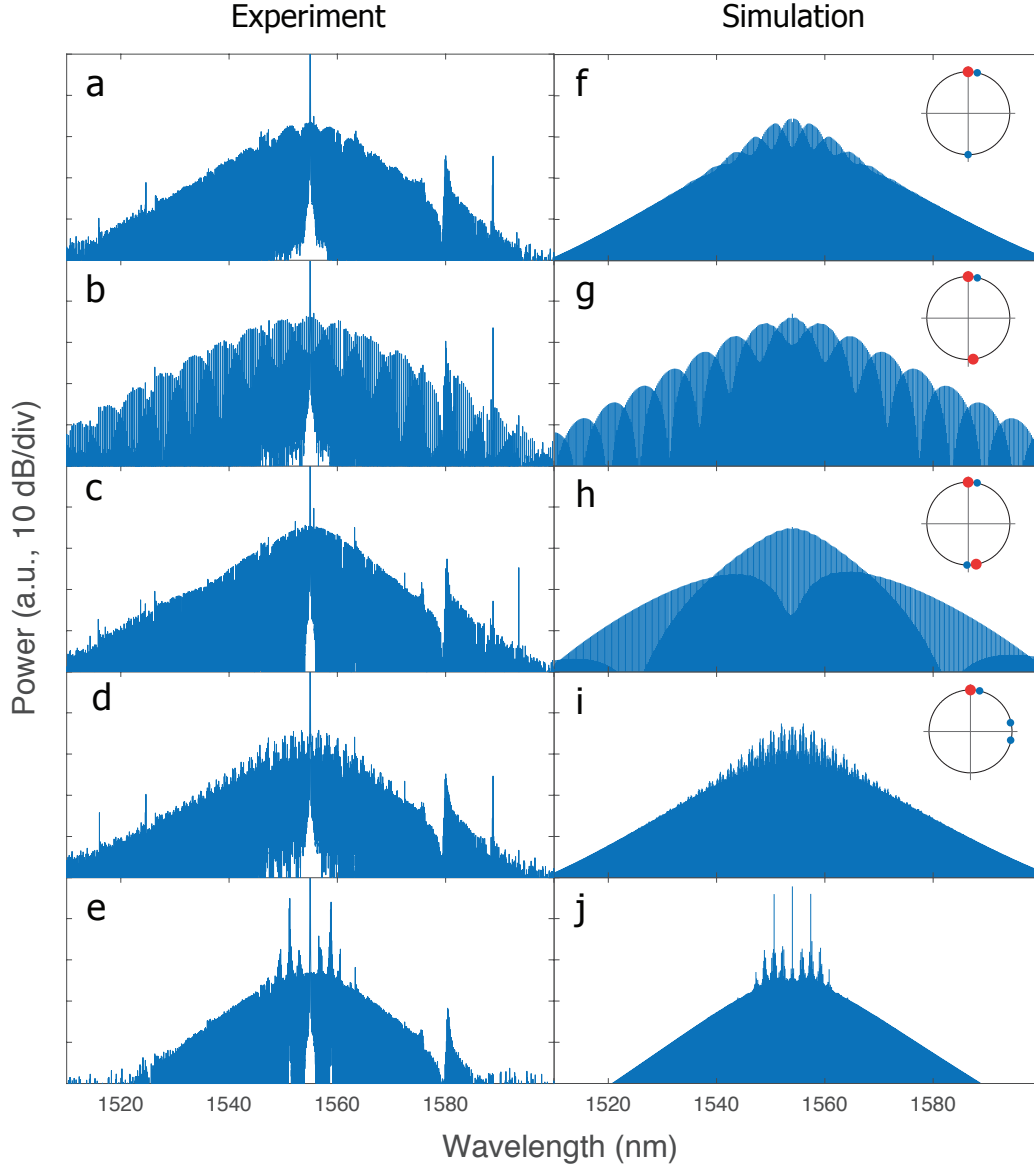 Experiment
Simulation
a
f
b
g
c
h
d
i
e
j
Power (a.u., 10 dB/div)
1520
1540
1560
1580
1520
1540
1560
1580
Wavelength (nm)